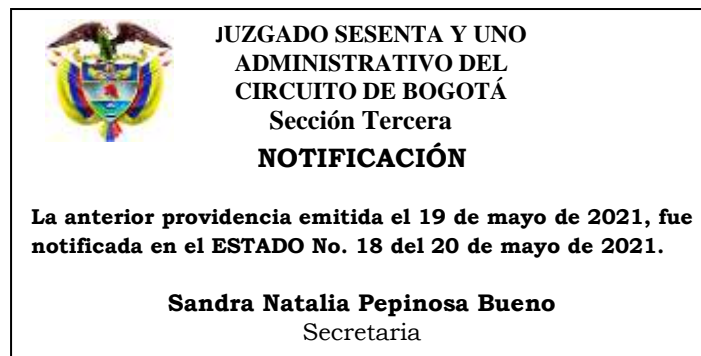 JUZGADO SESENTA Y UNO
ADMINISTRATIVO DEL
CIRCUITO DE BOGOTÁ
Sección Tercera
NOTIFICACIÓN
La anterior providencia emitida el 19 de mayo de 2021, fue
notificada en el ESTADO No. 18 del 20 de mayo de 2021.
Sandra Natalia Pepinosa Bueno
Secretaria